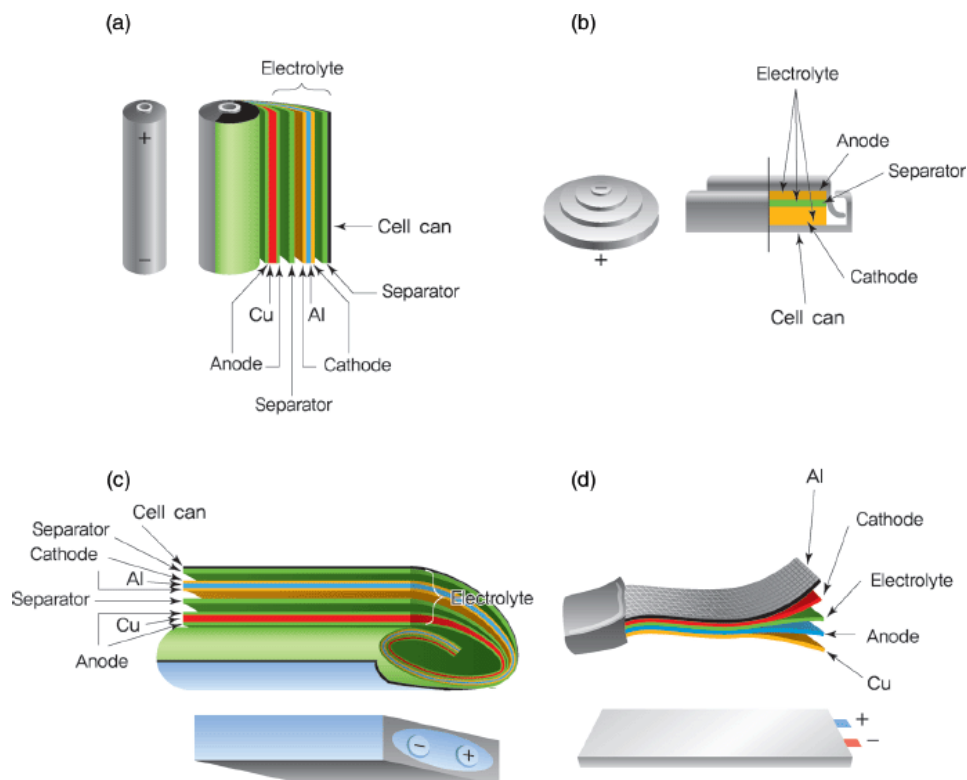 (a)
Electrolyte
+
−
Cell can
Separator
Cu
Al
Anode
Cathode
Separator
(b)
Electrolyte
Anode
Separator
−
+
Cathode
Cell can
(c)
Cell can
Separator
Cathode
Al
Separator
Electrolyte
Cu
Anode
− +
(d)
Al
Cathode
Electrolyte
Anode
Cu
+
−